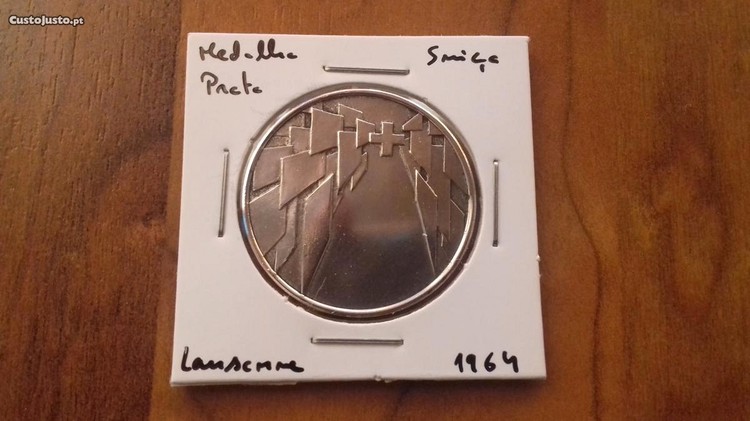 CustoJusto.pt
Medalha Suiça
Prata
Lausanne 1964